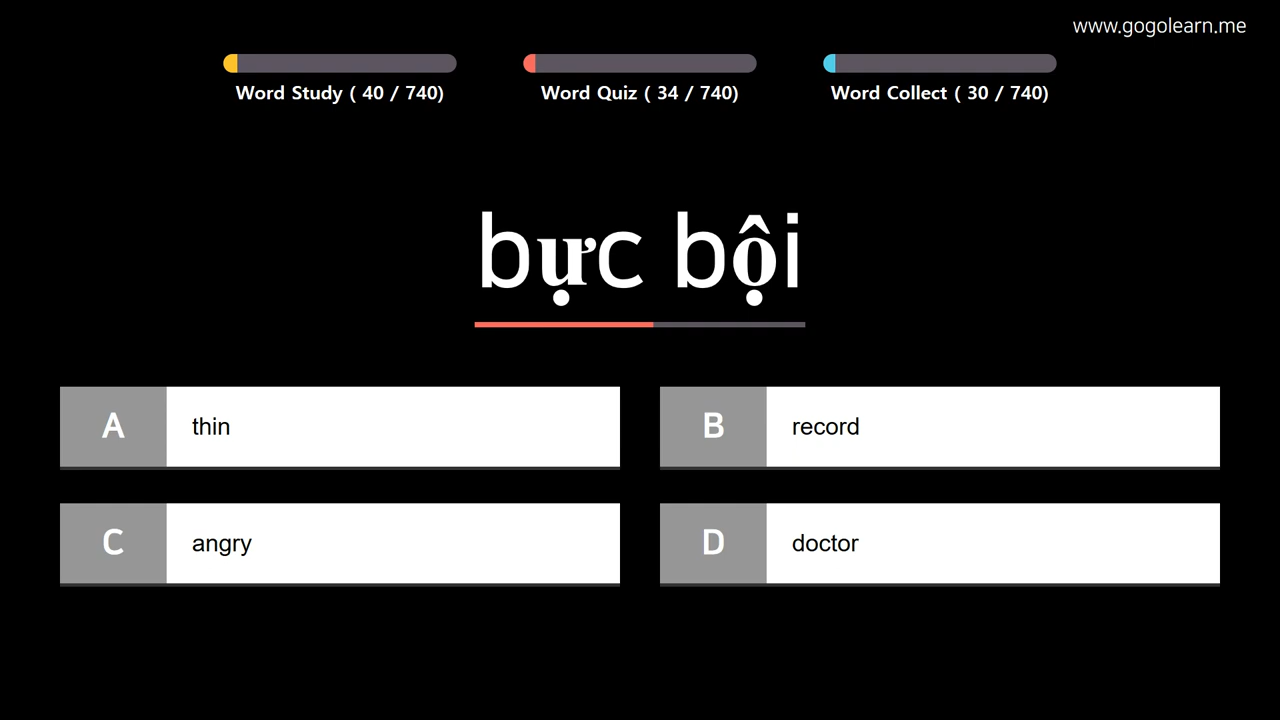 www.gogolearn.me
Word Study ( 40 / 740)
Word Quiz ( 34 / 740)
Word Collect ( 30 / 740)
bực bội
A thin
B record
C angry
D doctor